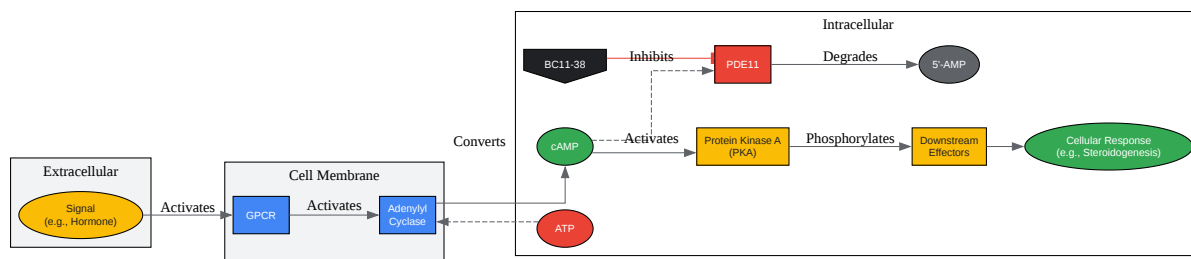 Extracellular
Signal
(e.g., Hormone)
Activates
Cell Membrane
GPCR
Activates
Adenylyl
Cyclase
Converts
Intracellular
BC11-38
Inhibits
PDE11
Degrades
5'-AMP
cAMP
Activates
Protein Kinase A
(PKA)
Phosphorylates
Downstream
Effectors
Cellular Response
(e.g., Steroidogenesis)
ATP